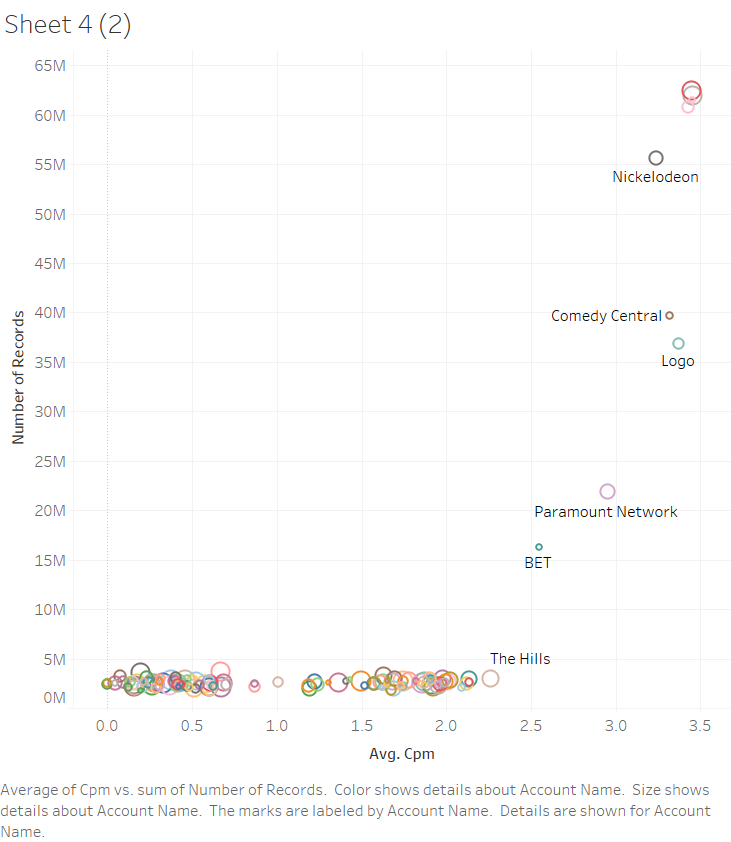 Sheet 4 (2)
65M
60M
55M
Nickelodeon
50M
45M
40M
Comedy Central
35M
Logo
Number of Records
30M
25M
20M
Paramount Network
15M
BET
10M
5M
The Hills
0M
0.0 0.5 1.0 1.5 2.0 2.5 3.0 3.5
Avg. Cpm
Average of Cpm vs. sum of Number of Records. Color shows details about Account Name. Size shows
details about Account Name. The marks are labeled by Account Name. Details are shown for Account
Name.